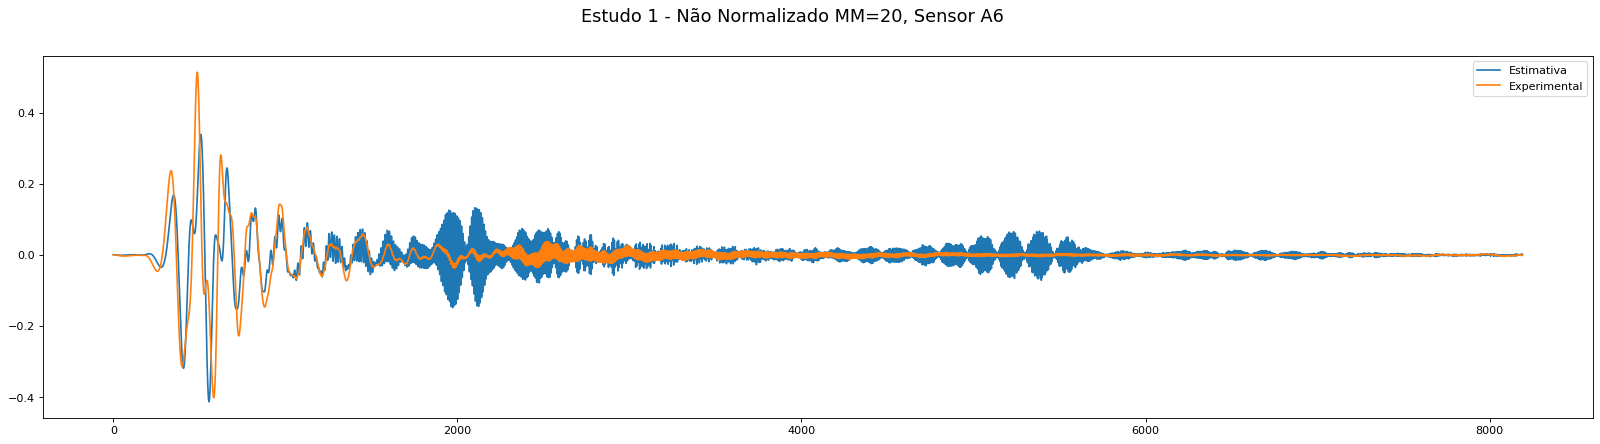 Estudo 1 - Não Normalizado MM=20, Sensor A6
Estimativa
Experimental
0.4
0.2
0.0
−0.2
−0.4
0 2000 4000 6000 8000